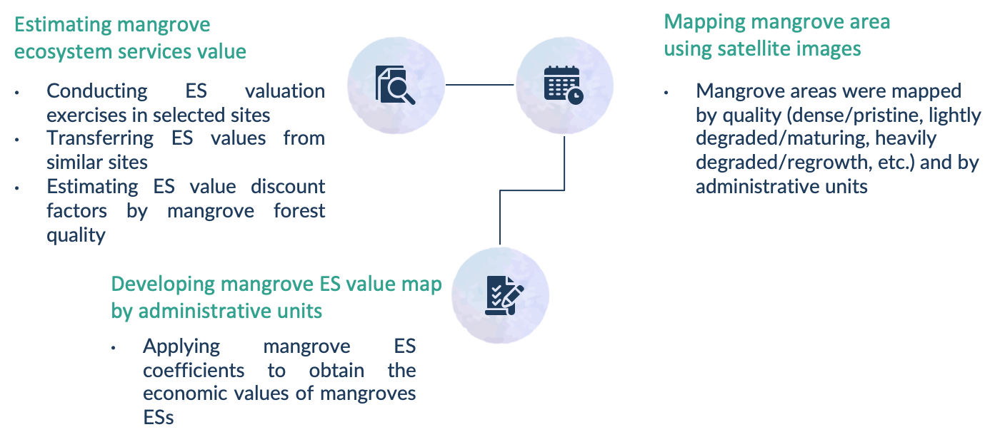 Estimating mangrove
ecosystem services value
• Conducting ES valuation
exercises in selected sites
• Transferring ES values from
similar sites
• Estimating ES value discount
factors by mangrove forest
quality
Mapping mangrove area
using satellite images
• Mangrove areas were mapped
by quality (dense/pristine, lightly
degraded/maturing, heavily
degraded/regrowth, etc.) and by
administrative units
Developing mangrove ES value map
by administrative units
• Applying mangrove ES
coefficients to obtain the
economic values of mangroves
ESs